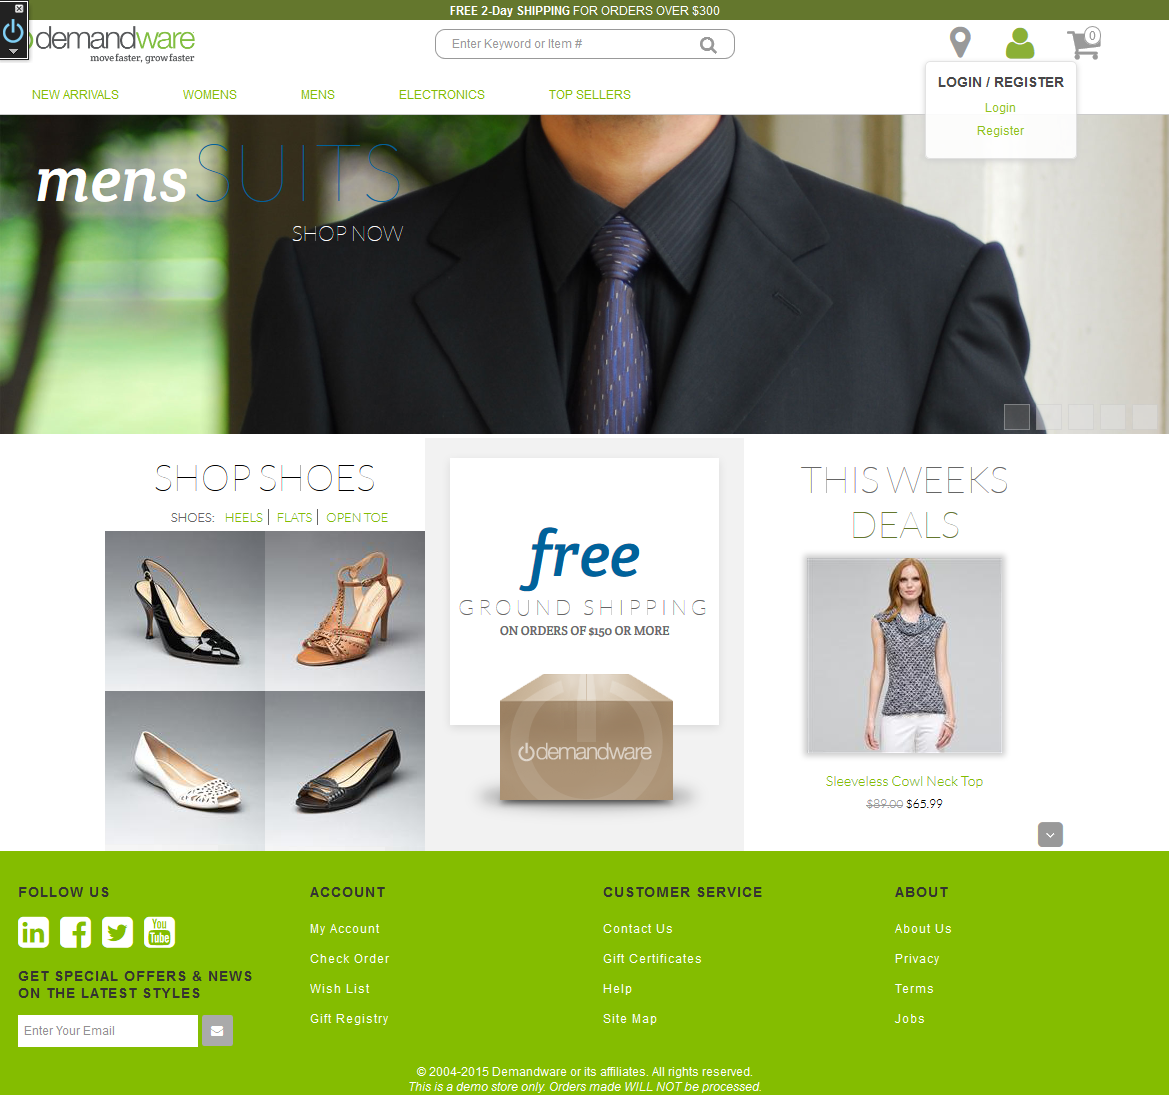 FREE 2-Day SHIPPING FOR ORDERS OVER $300
demandware
move faster, grow faster
Enter Keyword or Item #
0
LOGIN / REGISTER
Login
Register
NEW ARRIVALS WOMENS MENS ELECTRONICS TOP SELLERS
mens SUITS
SHOP NOW
SHOP SHOES
SHOES: HEELS | FLATS | OPEN TOE
free
GROUND SHIPPING
ON ORDERS OF $150 OR MORE
demandware
THIS WEEKS
DEALS
Sleeveless Cowl Neck Top
$89.00 $65.99
FOLLOW US
in f You Tube
GET SPECIAL OFFERS & NEWS
ON THE LATEST STYLES
Enter Your Email
ACCOUNT
My Account
Check Order
Wish List
Gift Registry
CUSTOMER SERVICE
Contact Us
Gift Certificates
Help
Site Map
ABOUT
About Us
Privacy
Terms
Jobs
© 2004-2015 Demandware or its affiliates. All rights reserved.
This is a demo store only. Orders made WILL NOT be processed.